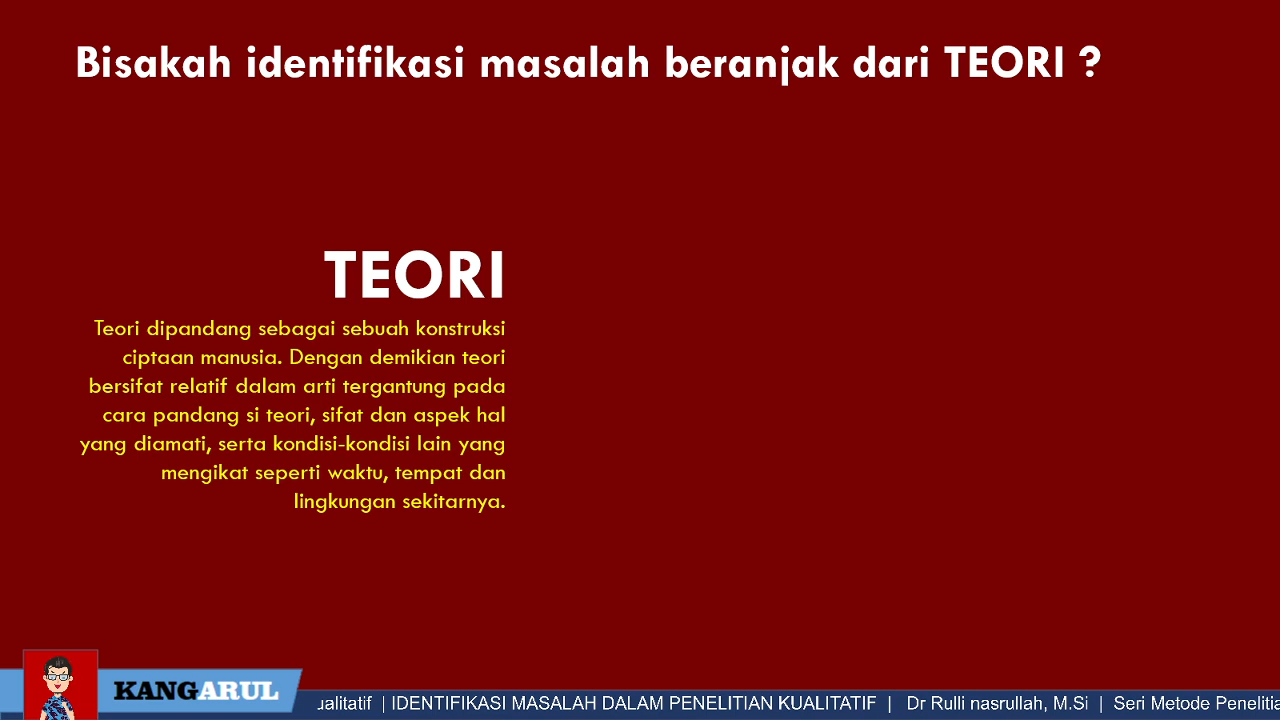 Bisakah identifikasi masalah beranjak dari TEORI ?
TEORI
Teori dipandang sebagai sebuah konstruksi
ciptaan manusia. Dengan demikian teori
bersifat relatif dalam arti tergantung pada
cara pandang si teori, sifat dan aspek hal
yang diamati, serta kondisi-kondisi lain yang
mengikat seperti waktu, tempat dan
lingkungan sekitarnya.
KANGARUL
alitatif | IDENTIFIKASI MASALAH DALAM PENELITIAN KUALITATIF | Dr Rulli nasrullah, M.Si | Seri Metode Penelitia